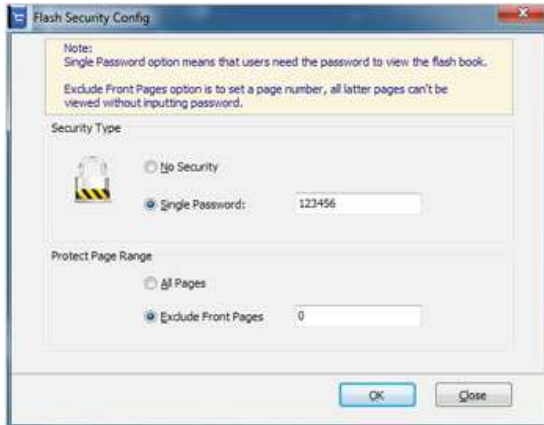 Flash Security Config
Note:
Single Password option means that users need the password to view the flash book.
Exclude Front Pages option is to set a page number, all latter pages can't be
viewed without inputting password.
Security Type
No Security
Single Password: 123456
Protect Page Range
All Pages
Exclude Front Pages 0
OK Close